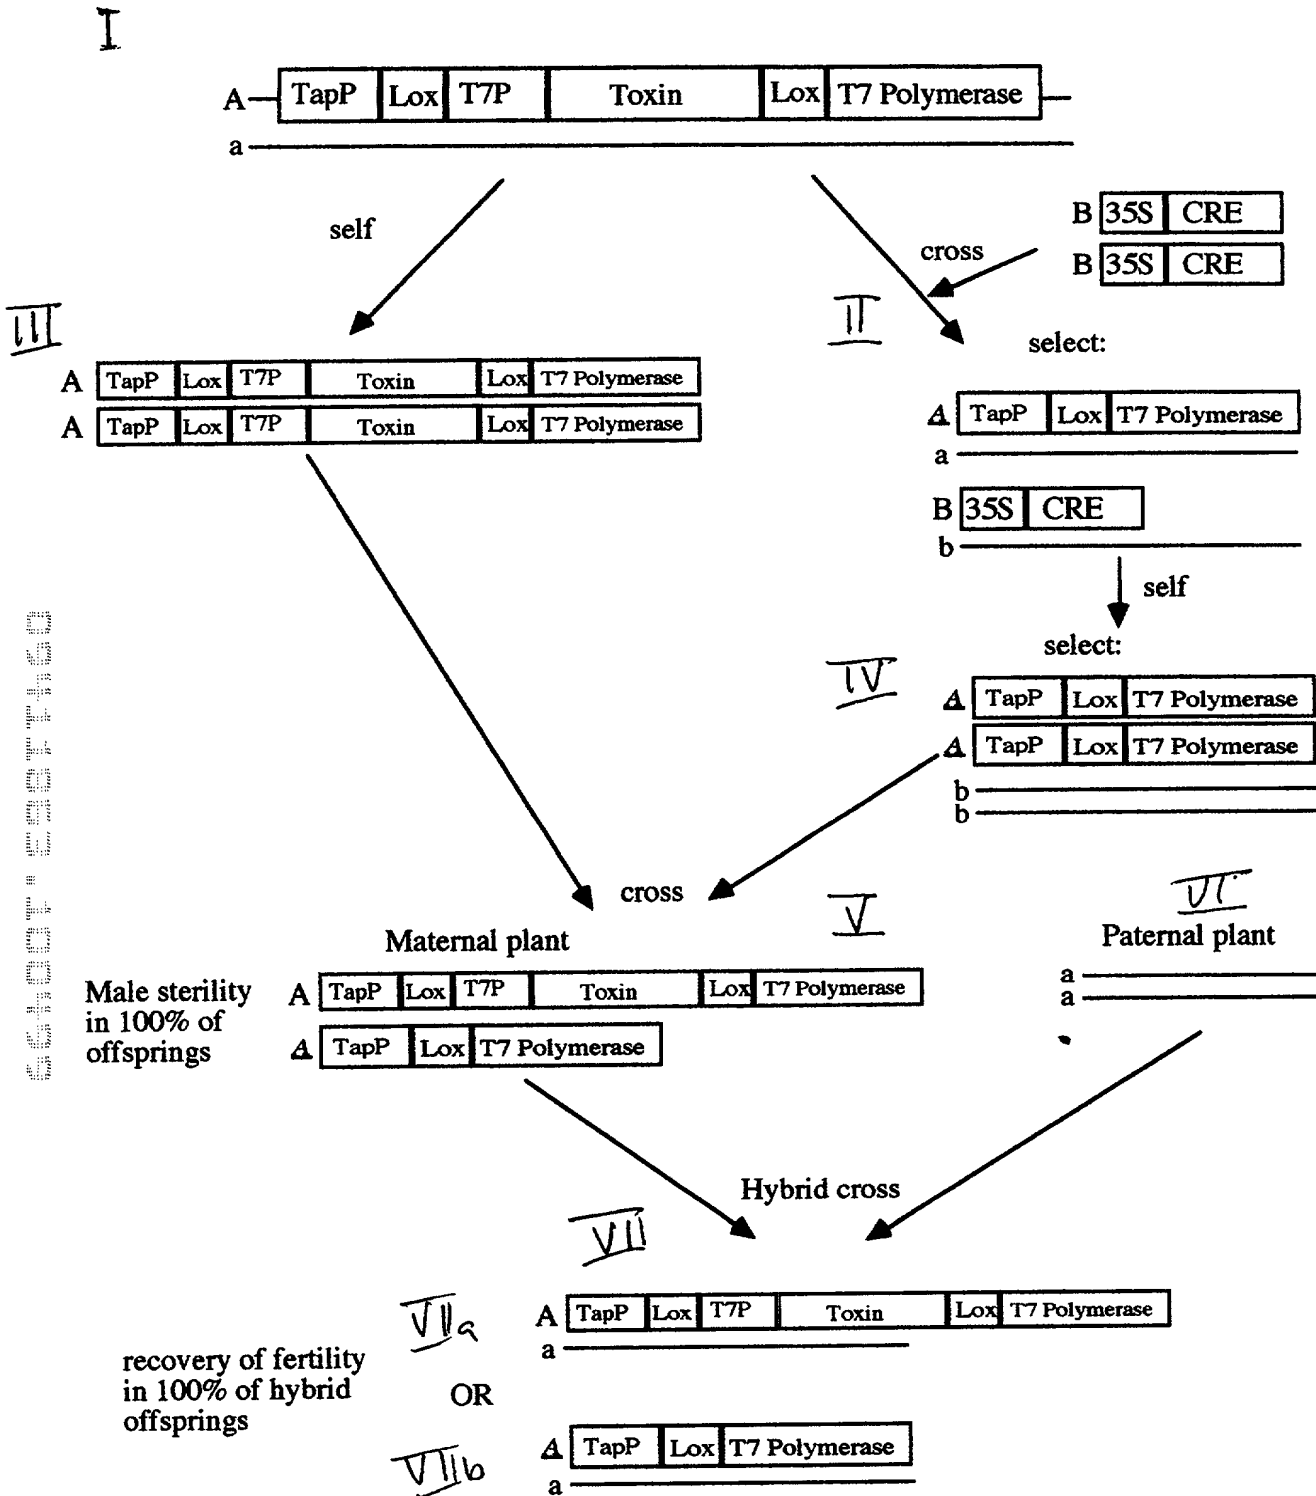 I
A TapP Lox T7P Toxin Lox T7 Polymerase
a
self
B 35S CRE
cross
B 35S CRE
II
select:
III
A TapP Lox T7P Toxin Lox T7 Polymerase
A TapP Lox T7P Toxin Lox T7 Polymerase
A TapP Lox T7 Polymerase
a
B 35S CRE
b
self
select:
IV
A TapP Lox T7 Polymerase
A TapP Lox T7 Polymerase
b
b
cross
V
VI
Maternal plant
Paternal plant
a
a
Male sterility
in 100% of
offsprings
A TapP Lox T7P Toxin Lox T7 Polymerase
A TapP Lox T7 Polymerase
Hybrid cross
VII
VIIa
A TapP Lox T7P Toxin Lox T7 Polymerase
a
recovery of fertility
in 100% of hybrid
offsprings
OR
VIIb
A TapP Lox T7 Polymerase
a